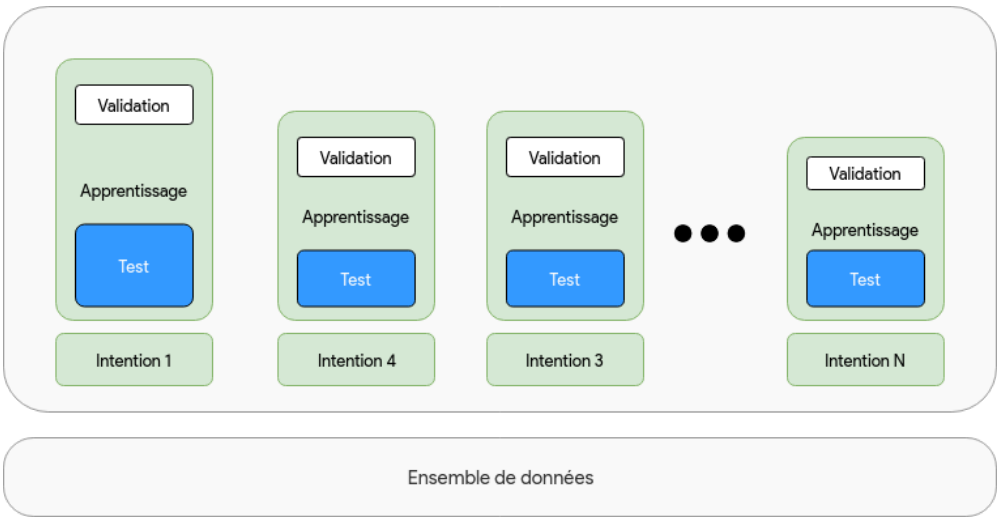 Validation
Apprentissage
Test
Intention 1
Validation
Apprentissage
Test
Intention 4
Validation
Apprentissage
Test
Intention 3
Validation
Apprentissage
Test
Intention N
Ensemble de données